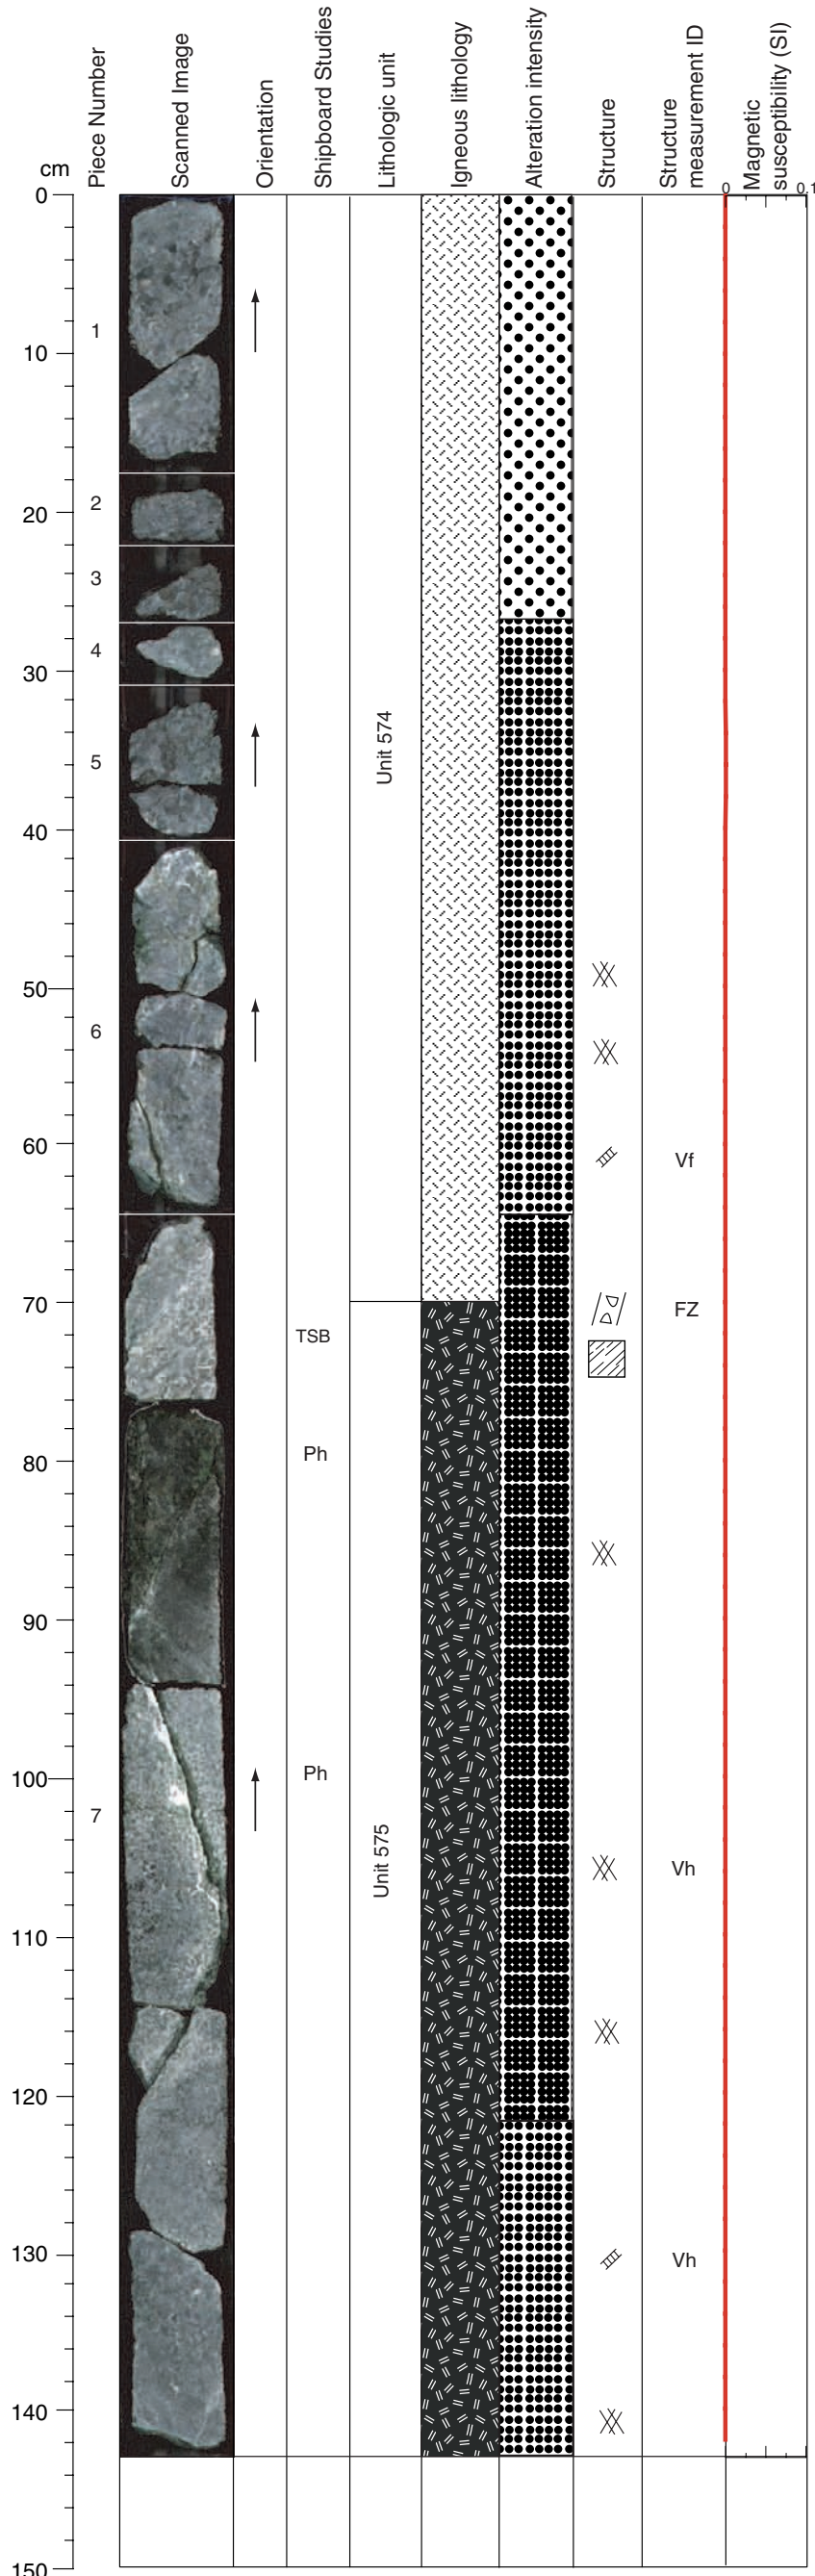 cm
Piece Number
Scanned Image
Orientation
Shipboard Studies
Lithologic unit
Igneous lithology
Alteration intensity
Structure
Structure
measurement ID
Magnetic
susceptibility (SI)
0 0.1
0
1
10
2
20
3
4
30
Unit 574
5
40
50
6
60
Vf
70
FZ
TSB
Ph
80
90
Ph
100
7
Unit 575
Vh
110
120
130
Vh
140
150